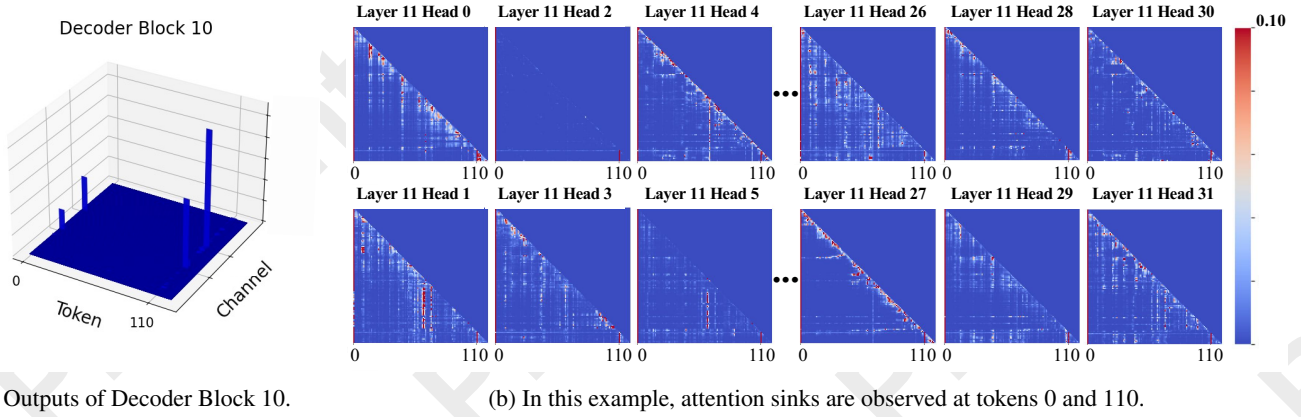 Decoder Block 10
0
Token
110
Channel
Layer 11 Head 0 Layer 11 Head 2 Layer 11 Head 4 Layer 11 Head 26 Layer 11 Head 28 Layer 11 Head 30
0.10
•••
0 110 0 110 0 110 0 110 0 110 0 110
Layer 11 Head 1 Layer 11 Head 3 Layer 11 Head 5 Layer 11 Head 27 Layer 11 Head 29 Layer 11 Head 31
•••
0 110 0 110 0 110 0 110 0 110 0 110
Outputs of Decoder Block 10.
(b) In this example, attention sinks are observed at tokens 0 and 110.